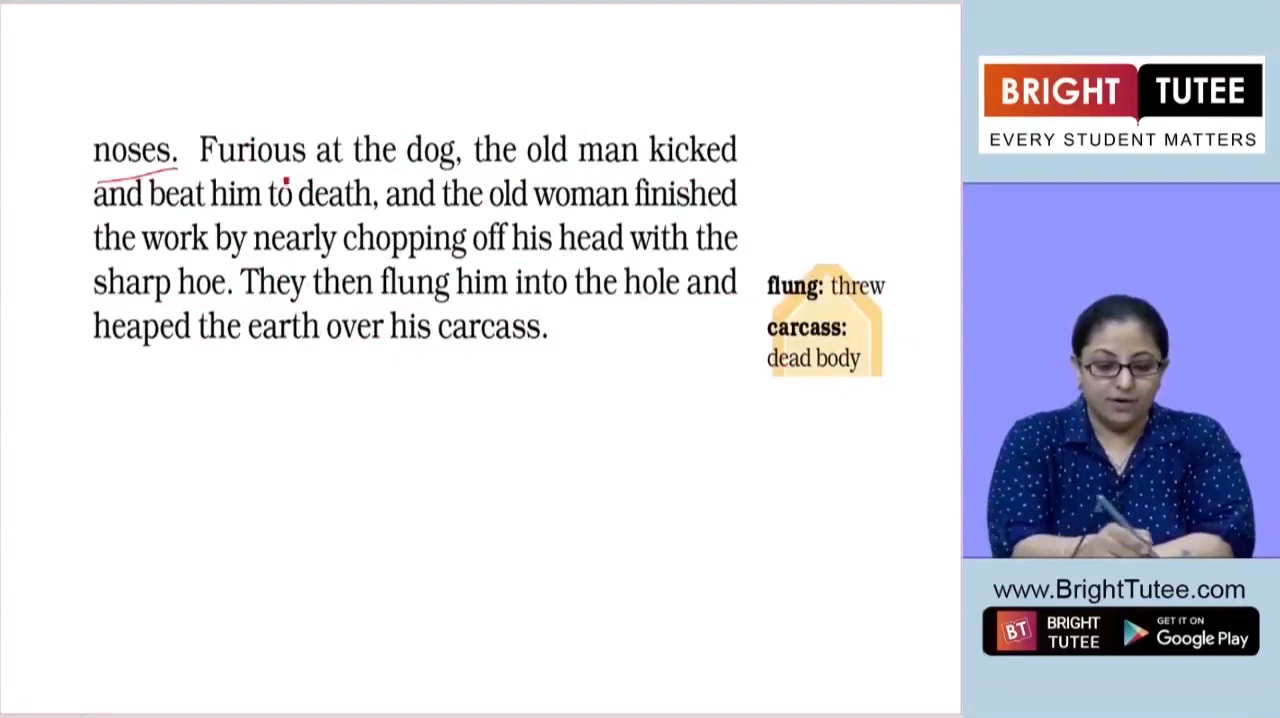 noses. Furious at the dog, the old man kicked
and beat him to death, and the old woman finished
the work by nearly chopping off his head with the
sharp hoe. They then flung him into the hole and
heaped the earth over his carcass.
flung: threw
carcass:
dead body
BRIGHT TUTEE
EVERY STUDENT MATTERS
www.BrightTutee.com
BT
BRIGHT
TUTEE
GET IT ON
Google Play